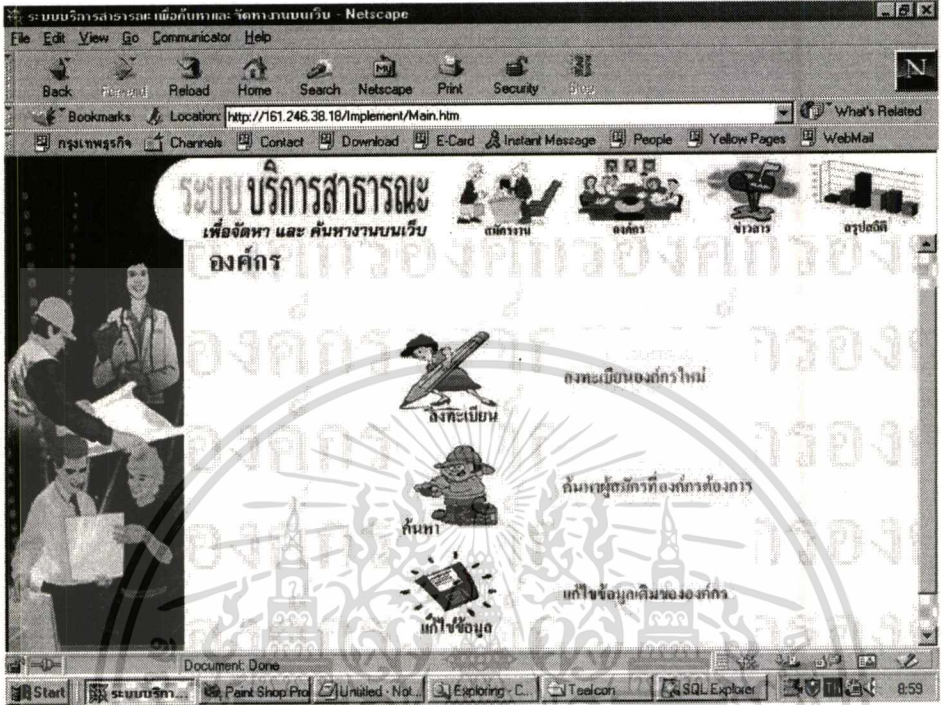 ระบบบริการสาธารณะเพื่อค้นหาและจัดหางานบนเว็บ - Netscape
File Edit View Go Communicator Help
Back Forward Reload Home Search Netscape Print Security Stop
Bookmarks Location: http://161.246.38.18/Implement/Main.htm What's Related
กรุงเทพธุรกิจ Channels Contact Download E-Card Instant Message People Yellow Pages WebMail
ระบบบริการสาธารณะ
เพื่อจัดหา และ ค้นหางานบนเว็บ
สมัครงาน องค์กร ข่าวสาร สรุปสถิติ
องค์กร
ลงทะเบียน ลงทะเบียนองค์กรใหม่
ค้นหา ค้นหาผู้สมัครที่องค์กรต้องการ
แก้ไขข้อมูล แก้ไขข้อมูลเดิมขององค์กร
Document: Done
Start ระบบบริกา... Paint Shop Pro Untitled - Not... Exploring - C... Tsalcon SQL Explorer 8:59